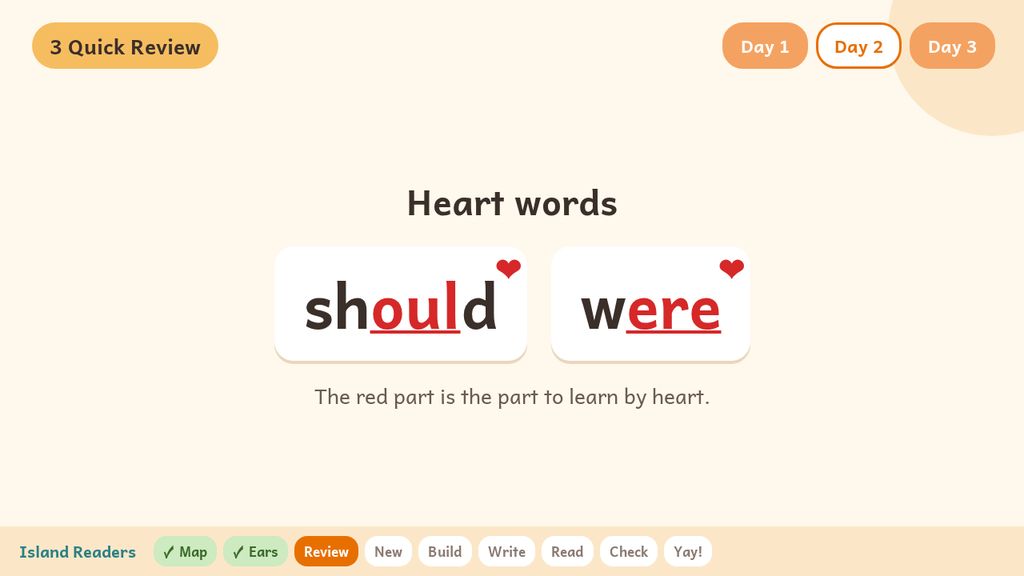 3 Quick Review
Day 1 Day 2 Day 3
Heart words
should❤ were❤
The red part is the part to learn by heart.
Island Readers ✓ Map ✓ Ears Review New Build Write Read Check Yay!